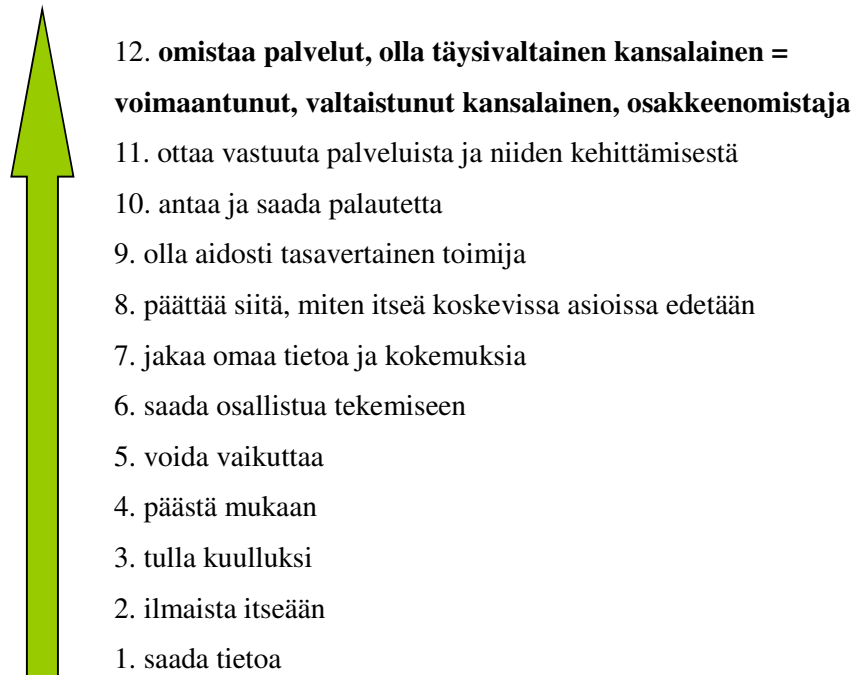 12. omistaa palvelut, olla täysivaltainen kansalainen =
voimaantunut, valtaistunut kansalainen, osakkeenomistaja
11. ottaa vastuuta palveluista ja niiden kehittämisestä
10. antaa ja saada palautetta
9. olla aidosti tasavertainen toimija
8. päättää siitä, miten itseä koskevissa asioissa edetään
7. jakaa omaa tietoa ja kokemuksia
6. saada osallistua tekemiseen
5. voida vaikuttaa
4. päästä mukaan
3. tulla kuulluksi
2. ilmaista itseään
1. saada tietoa